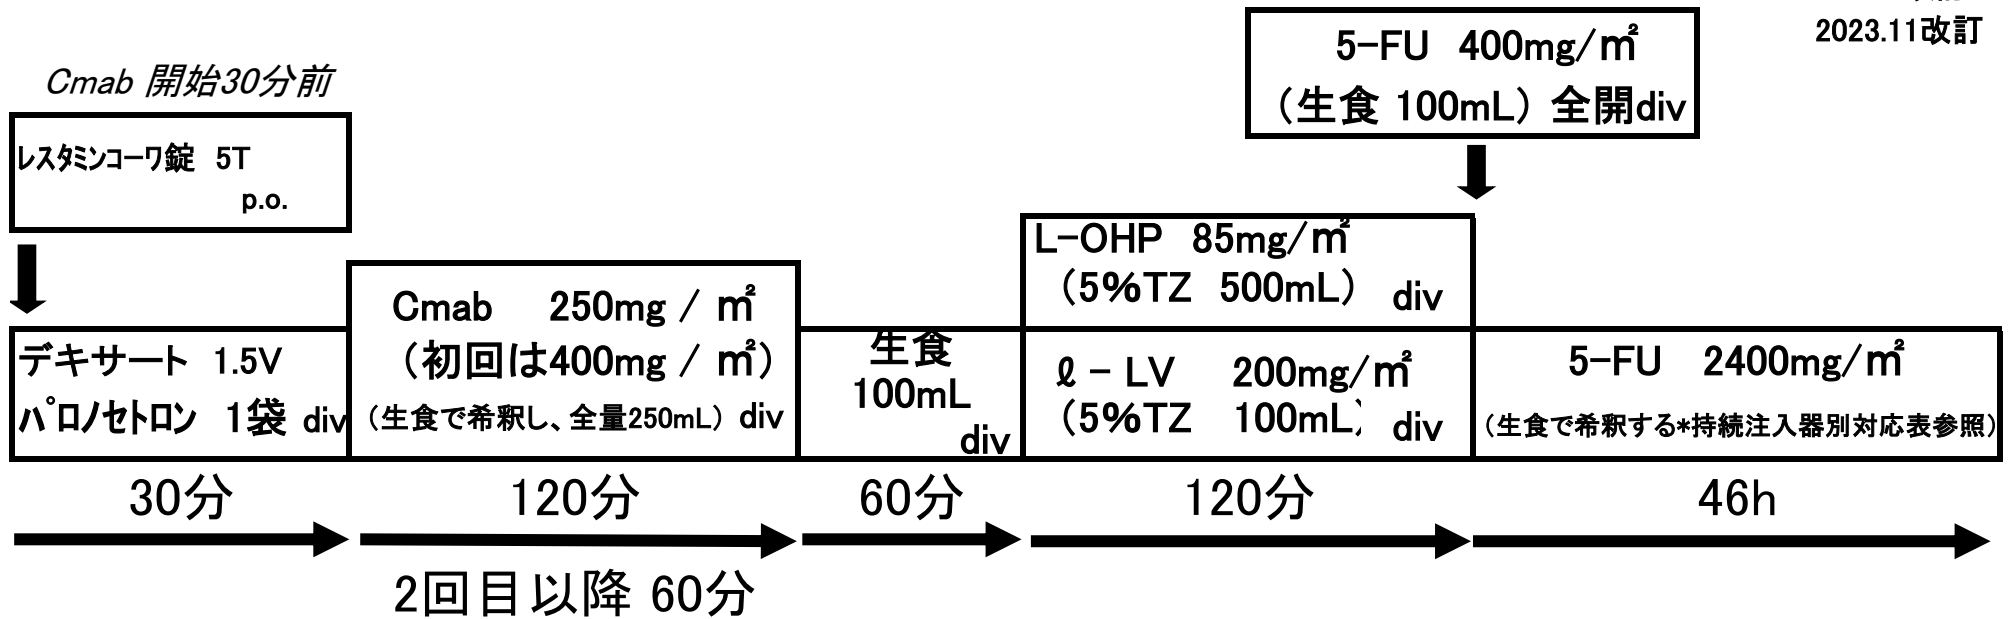 2023.11改訂
5-FU 400mg/㎡
（生食 100mL）全開div
Cmab 開始30分前
レスタミンコーワ錠 5T
p.o.
L-OHP 85mg/㎡
（5%TZ 500mL） div
Cmab 250mg / ㎡
（初回は400mg / ㎡）
（生食で希釈し、全量250mL） div
デキサート 1.5V
パロノセトロン 1袋 div
生食
100mL
div
ℓ - LV 200mg/㎡
（5%TZ 100mL） div
5-FU 2400mg/㎡
（生食で希釈する*持続注入器別対応表参照）
30分
120分
60分
120分
46h
2回目以降 60分